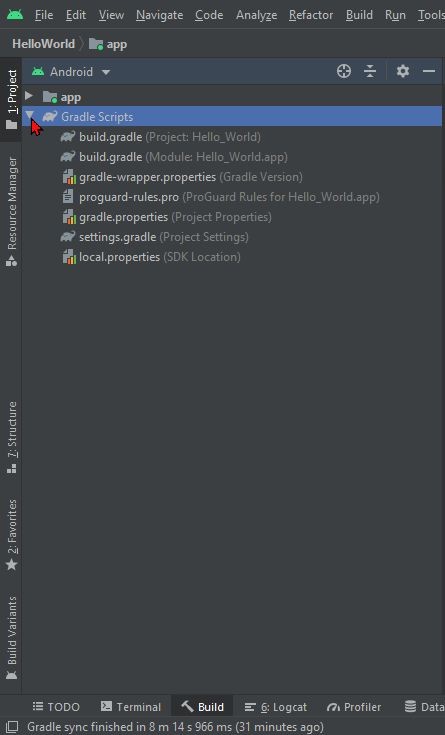 File Edit View Navigate Code Analyze Refactor Build Run Tools
HelloWorld app
Android
1: Project
Resource Manager
7: Structure
2: Favorites
Build Variants
app
Gradle Scripts
build.gradle (Project: Hello_World)
build.gradle (Module: Hello_World.app)
gradle-wrapper.properties (Gradle Version)
proguard-rules.pro (ProGuard Rules for Hello_World.app)
gradle.properties (Project Properties)
settings.gradle (Project Settings)
local.properties (SDK Location)
TODO Terminal Build 6: Logcat Profiler Data
Gradle sync finished in 8 m 14 s 966 ms (31 minutes ago)